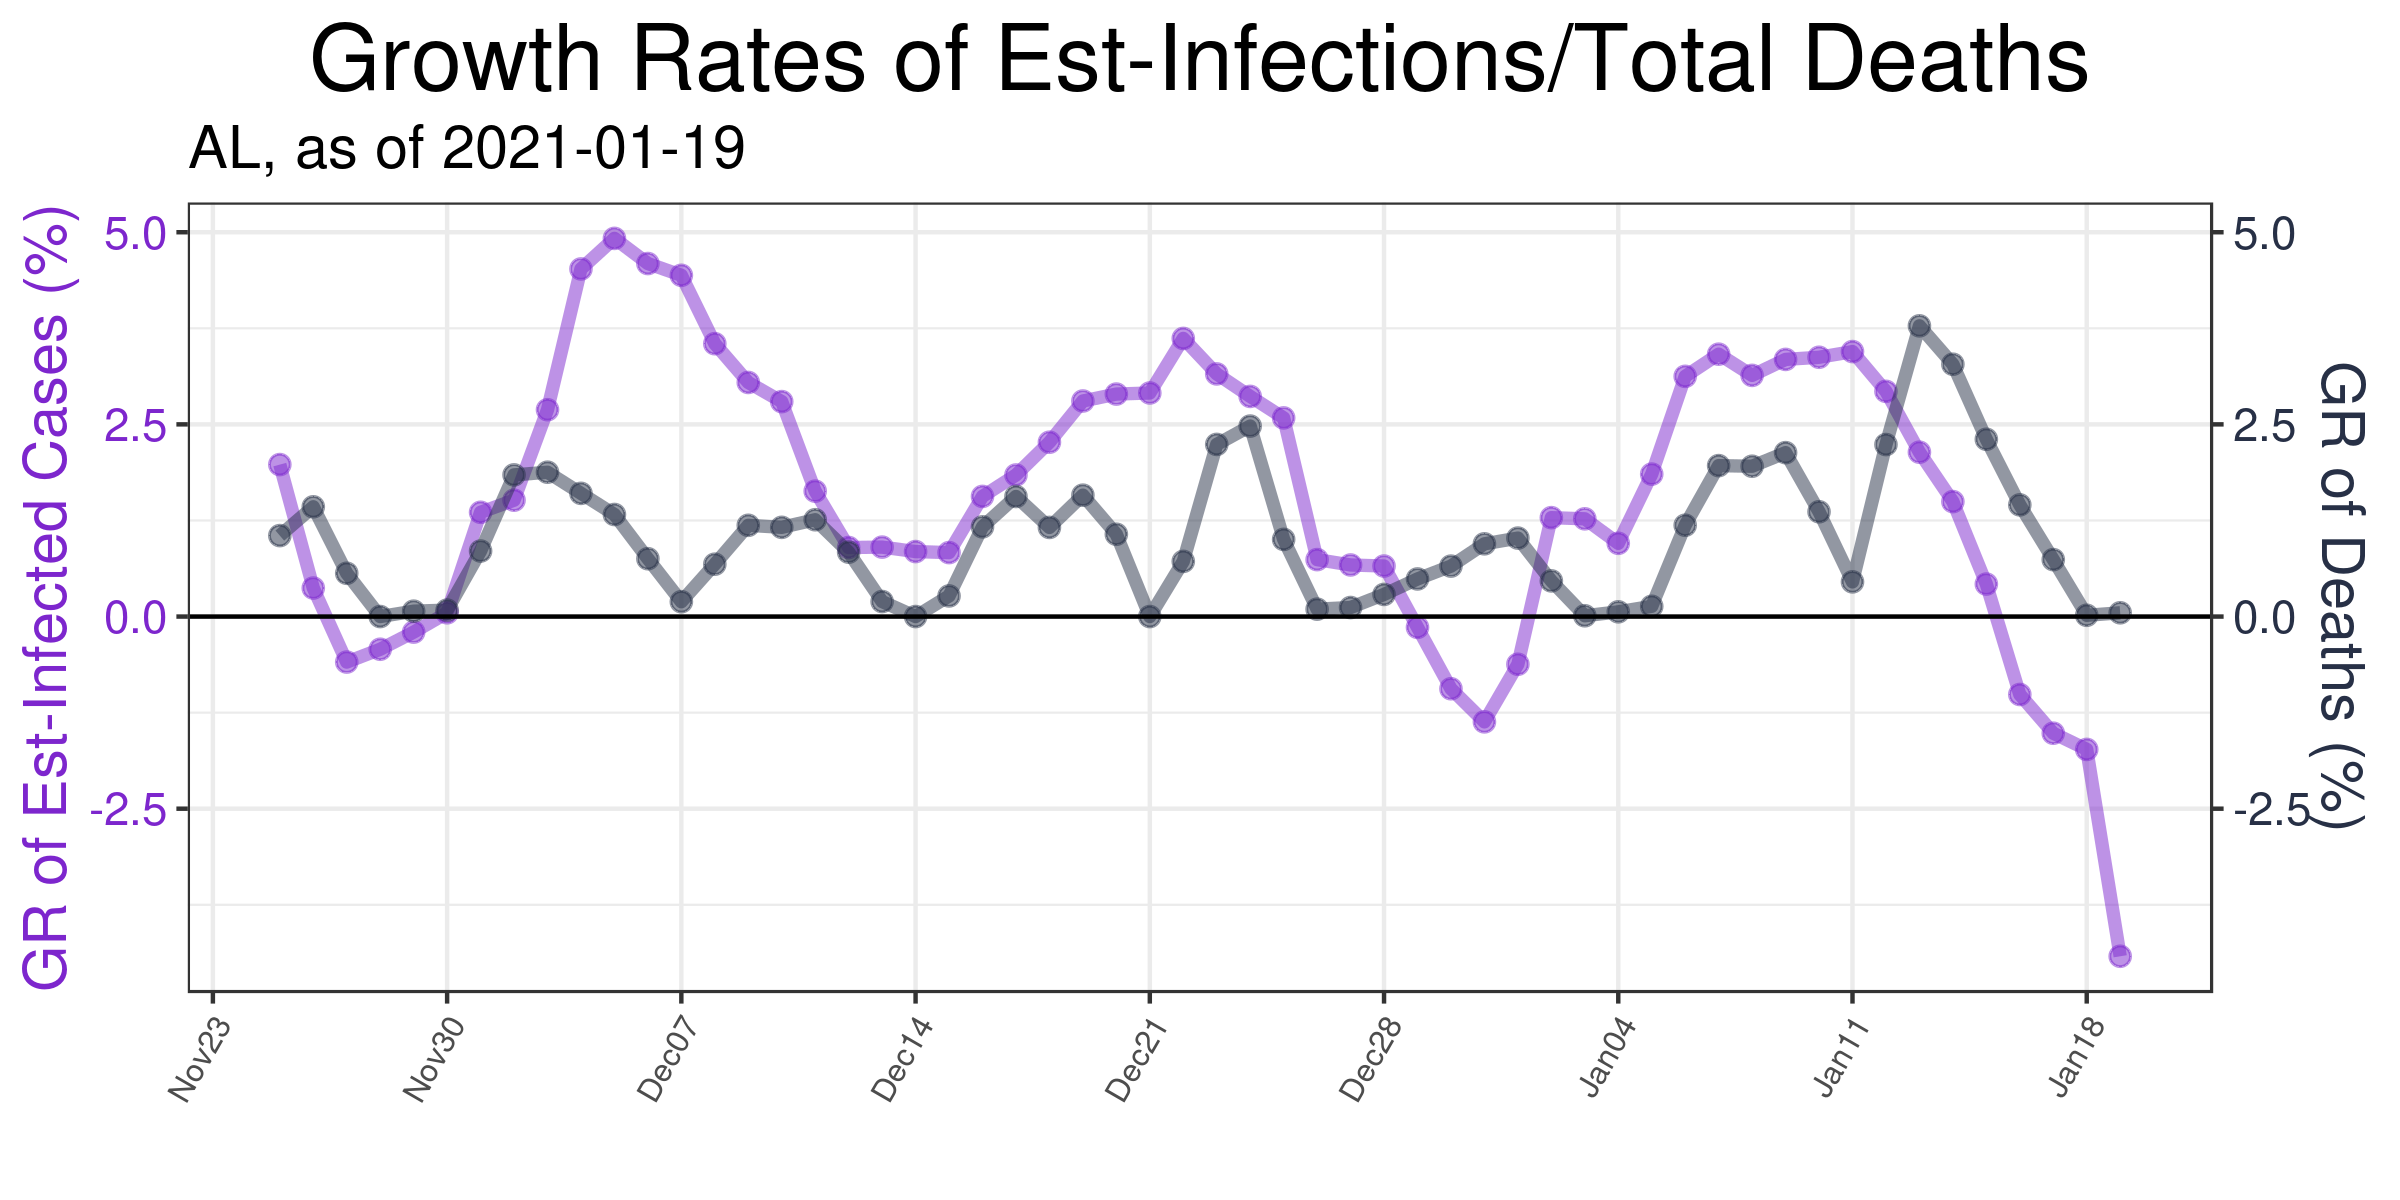 Growth Rates of Est-Infections/Total Deaths
AL, as of 2021-01-19
GR of Est-Infected Cases (%)
5.0
2.5
0.0
-2.5
5.0
2.5
0.0
-2.5
GR of Deaths (%)
Nov23
Nov30
Dec07
Dec14
Dec21
Dec28
Jan04
Jan11
Jan18